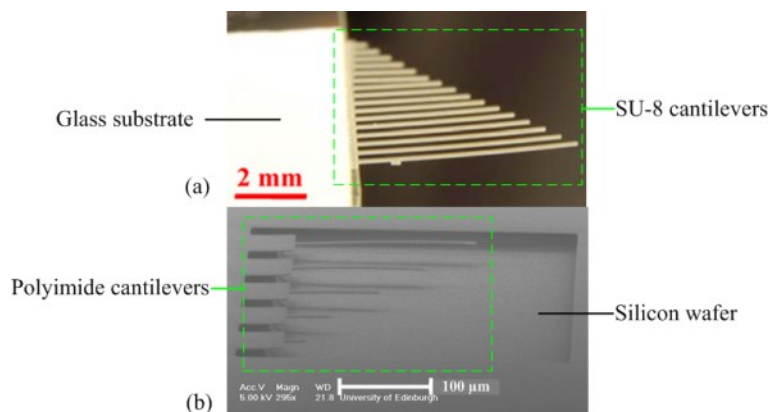 Glass substrate
SU-8 cantilevers
(a)
2 mm
Polyimide cantilevers
Silicon wafer
Acc.V Magn WD
100 µm
5.00 kV 295x 21.8 University of Edinburgh
(b)